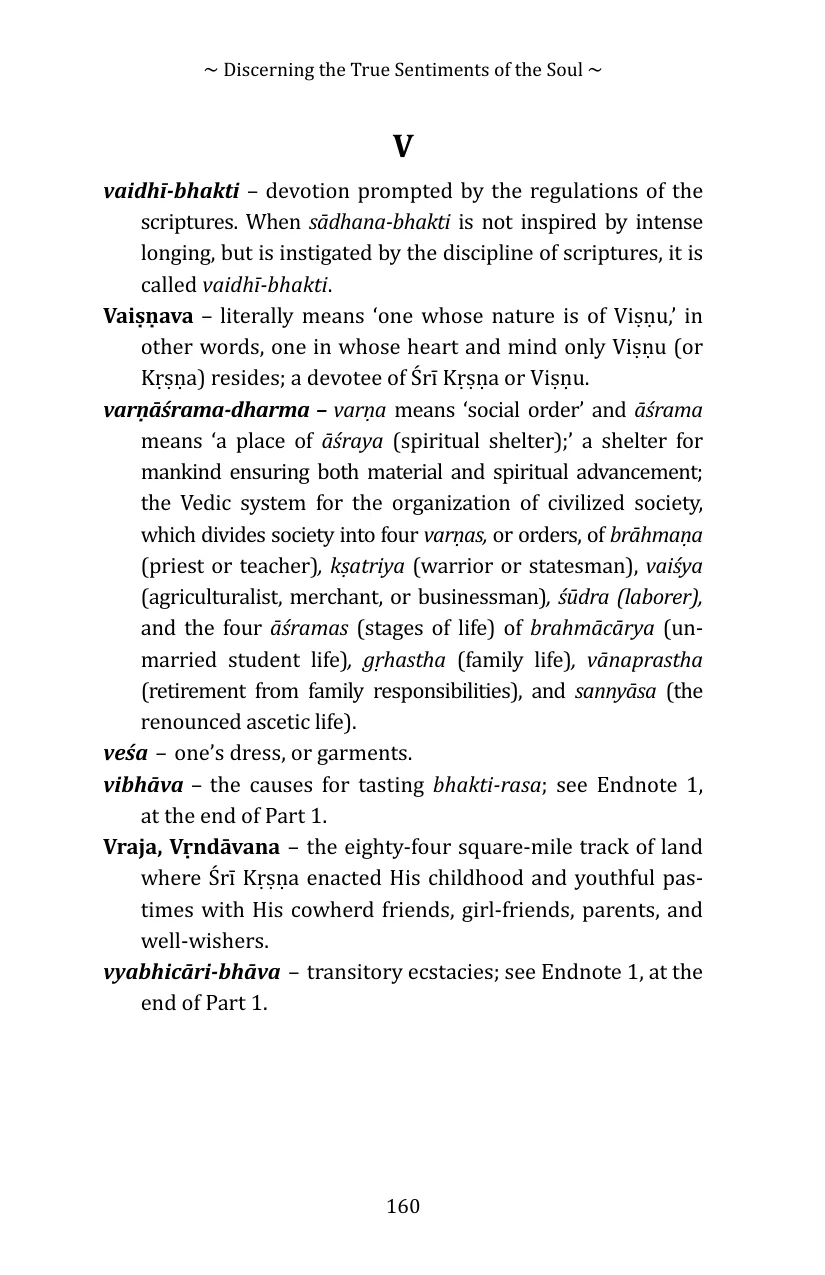 ~ Discerning the True Sentiments of the Soul ~
V
vaidhī-bhakti – devotion prompted by the regulations of the
scriptures. When sādhana-bhakti is not inspired by intense
longing, but is instigated by the discipline of scriptures, it is
called vaidhī-bhakti.
Vaiṣṇava – literally means ‘one whose nature is of Viṣṇu,’ in
other words, one in whose heart and mind only Viṣṇu (or
Kṛṣṇa) resides; a devotee of Śrī Kṛṣṇa or Viṣṇu.
varṇāśrama-dharma – varṇa means ‘social order’ and āśrama
means ‘a place of āśraya (spiritual shelter);’ a shelter for
mankind ensuring both material and spiritual advancement;
the Vedic system for the organization of civilized society,
which divides society into four varṇas, or orders, of brāhmaṇa
(priest or teacher), kṣatriya (warrior or statesman), vaiśya
(agriculturalist, merchant, or businessman), śūdra (laborer),
and the four āśramas (stages of life) of brahmācārya (un-
married student life), gṛhastha (family life), vānaprastha
(retirement from family responsibilities), and sannyāsa (the
renounced ascetic life).
veśa – one’s dress, or garments.
vibhāva – the causes for tasting bhakti-rasa; see Endnote 1,
at the end of Part 1.
Vraja, Vṛndāvana – the eighty-four square-mile track of land
where Śrī Kṛṣṇa enacted His childhood and youthful pas-
times with His cowherd friends, girl-friends, parents, and
well-wishers.
vyabhicāri-bhāva – transitory ecstacies; see Endnote 1, at the
end of Part 1.
160